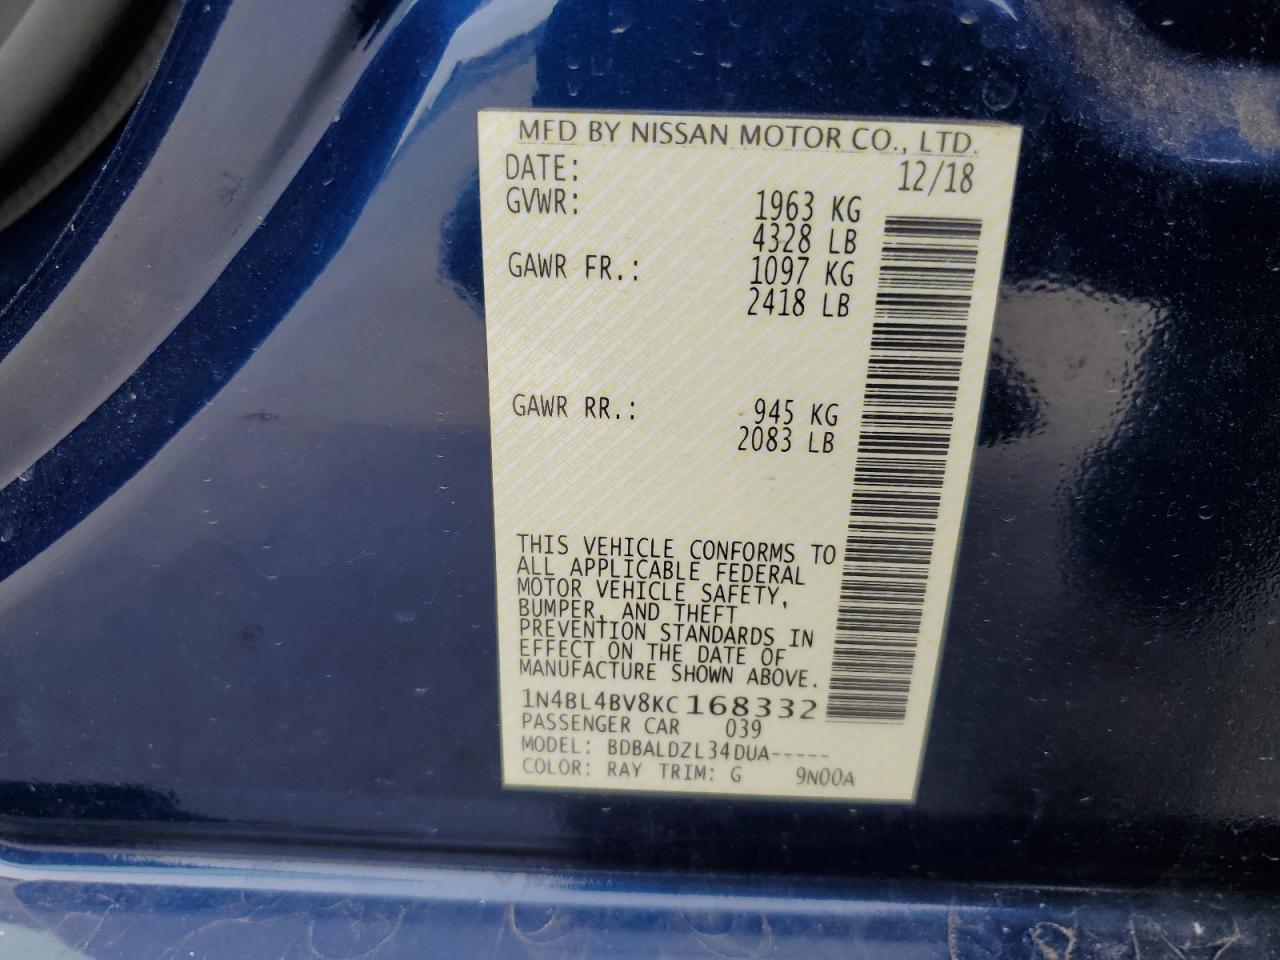 MFD BY NISSAN MOTOR CO., LTD.
DATE: 12/18
GVWR: 1963 KG
4328 LB
GAWR FR.: 1097 KG
2418 LB
GAWR RR.: 945 KG
2083 LB
THIS VEHICLE CONFORMS TO
ALL APPLICABLE FEDERAL
MOTOR VEHICLE SAFETY,
BUMPER, AND THEFT
PREVENTION STANDARDS IN
EFFECT ON THE DATE OF
MANUFACTURE SHOWN ABOVE.
1N4BL4BV8KC168332
PASSENGER CAR 039
MODEL: BDBALDZL34DUA-----
COLOR: RAY TRIM: G 9N00A